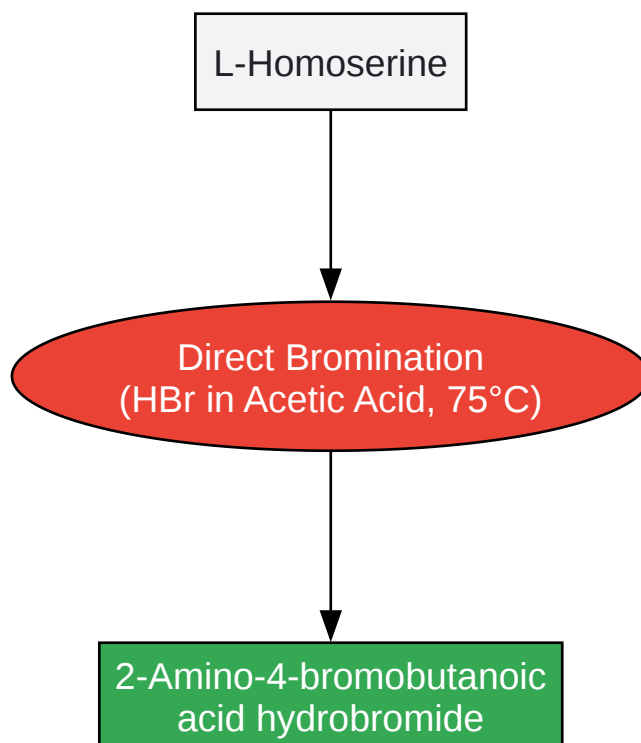 L-Homoserine
Direct Bromination
(HBr in Acetic Acid, 75°C)
2-Amino-4-bromobutanoic
acid hydrobromide